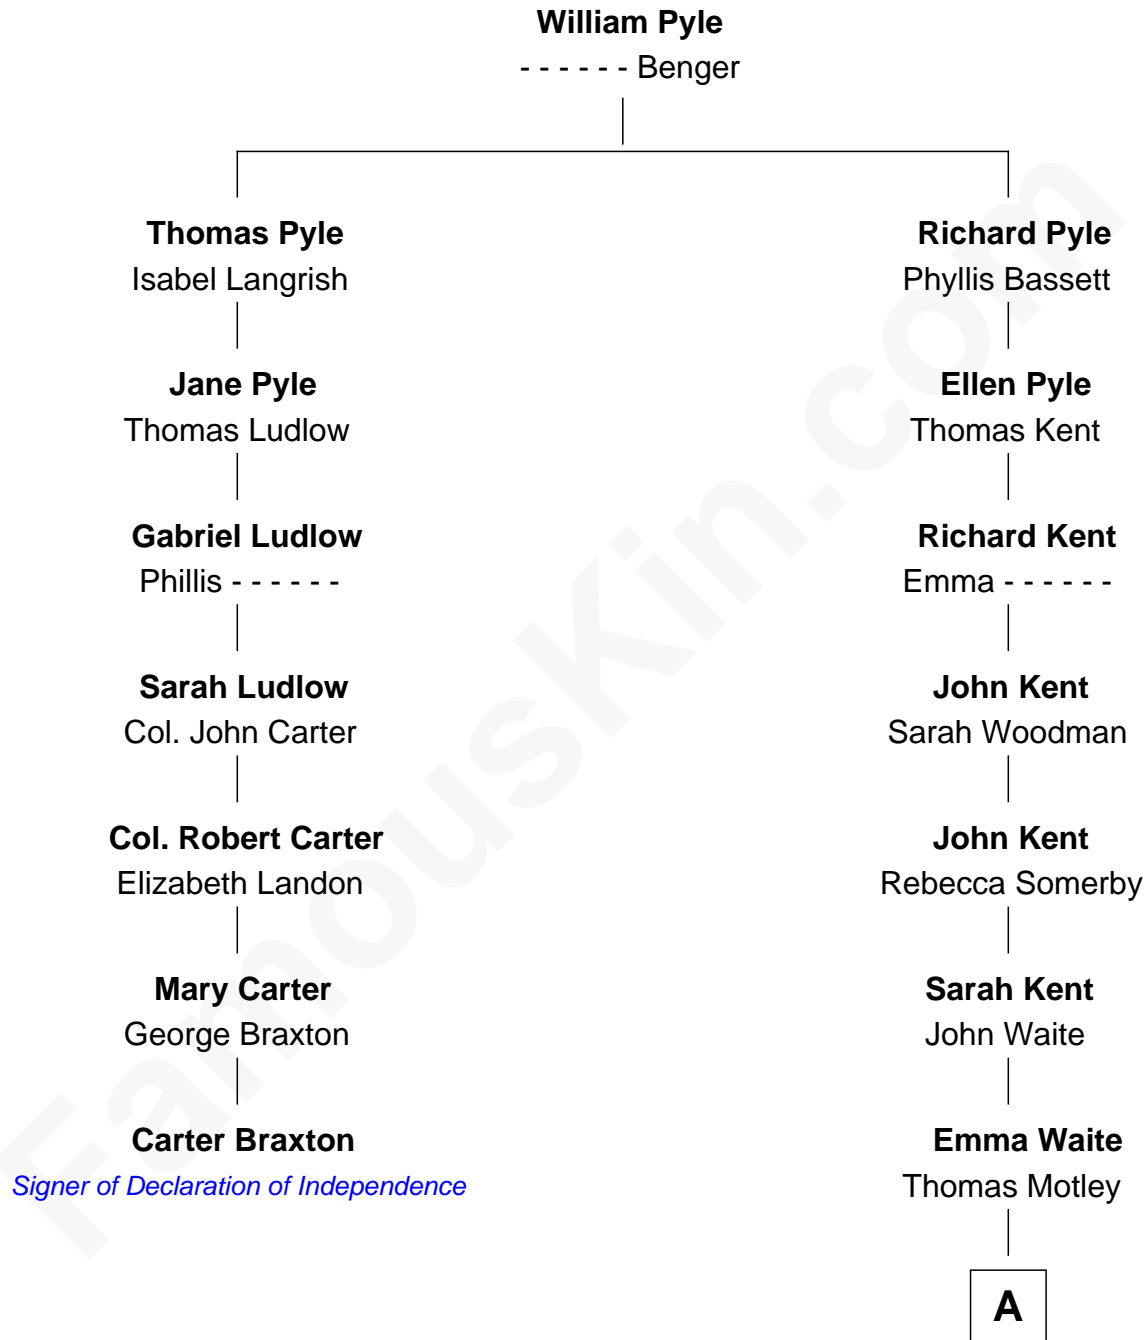 William Pyle
- - - - - - Benger
Thomas Pyle
Isabel Langrish
Richard Pyle
Phyllis Bassett
Jane Pyle
Thomas Ludlow
Ellen Pyle
Thomas Kent
Gabriel Ludlow
Phillis - - - - - -
Richard Kent
Emma - - - - - -
Sarah Ludlow
Col. John Carter
John Kent
Sarah Woodman
Col. Robert Carter
Elizabeth Landon
John Kent
Rebecca Somerby
Mary Carter
George Braxton
Sarah Kent
John Waite
Carter Braxton
Signer of Declaration of Independence
Emma Waite
Thomas Motley
A
FamousKin.com